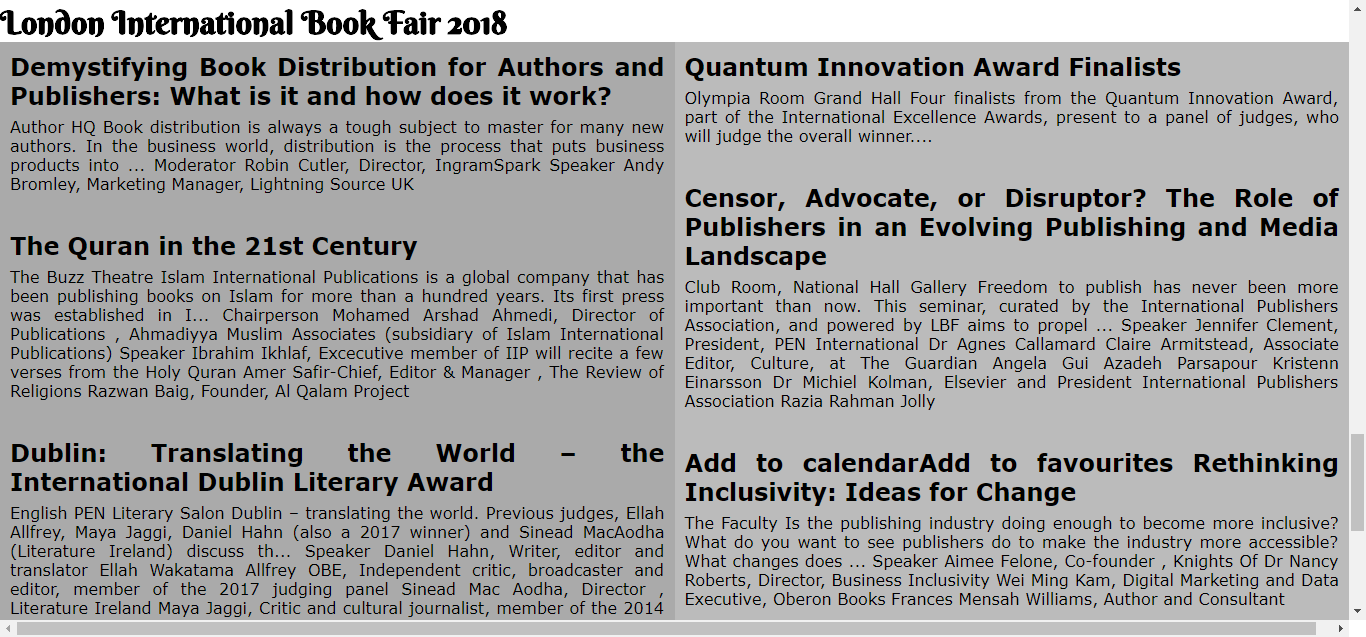 London International Book Fair 2018
Demystifying Book Distribution for Authors and
Publishers: What is it and how does it work?
Author HQ Book distribution is always a tough subject to master for many new
authors. In the business world, distribution is the process that puts business
products into ... Moderator Robin Cutler, Director, IngramSpark Speaker Andy
Bromley, Marketing Manager, Lightning Source UK
The Quran in the 21st Century
The Buzz Theatre Islam International Publications is a global company that has
been publishing books on Islam for more than a hundred years. Its first press
was established in I... Chairperson Mohamed Arshad Ahmedi, Director of
Publications , Ahmadiyya Muslim Associates (subsidiary of Islam International
Publications) Speaker Ibrahim Ikhlaf, Excecutive member of IIP will recite a few
verses from the Holy Quran Amer Safir-Chief, Editor & Manager , The Review of
Religions Razwan Baig, Founder, Al Qalam Project
Dublin: Translating the World – the
International Dublin Literary Award
English PEN Literary Salon Dublin – translating the world. Previous judges, Ellah
Allfrey, Maya Jaggi, Daniel Hahn (also a 2017 winner) and Sinead MacAodha
(Literature Ireland) discuss th... Speaker Daniel Hahn, Writer, editor and
translator Ellah Wakatama Allfrey OBE, Independent critic, broadcaster and
editor, member of the 2017 judging panel Sinead Mac Aodha, Director ,
Literature Ireland Maya Jaggi, Critic and cultural journalist, member of the 2014
Quantum Innovation Award Finalists
Olympia Room Grand Hall Four finalists from the Quantum Innovation Award,
part of the International Excellence Awards, present to a panel of judges, who
will judge the overall winner....
Censor, Advocate, or Disruptor? The Role of
Publishers in an Evolving Publishing and Media
Landscape
Club Room, National Hall Gallery Freedom to publish has never been more
important than now. This seminar, curated by the International Publishers
Association, and powered by LBF aims to propel ... Speaker Jennifer Clement,
President, PEN International Dr Agnes Callamard Claire Armitstead, Associate
Editor, Culture, at The Guardian Angela Gui Azadeh Parsapour Kristenn
Einarsson Dr Michiel Kolman, Elsevier and President International Publishers
Association Razia Rahman Jolly
Add to calendarAdd to favourites Rethinking
Inclusivity: Ideas for Change
The Faculty Is the publishing industry doing enough to become more inclusive?
What do you want to see publishers do to make the industry more accessible?
What changes does ... Speaker Aimee Felone, Co-founder , Knights Of Dr Nancy
Roberts, Director, Business Inclusivity Wei Ming Kam, Digital Marketing and Data
Executive, Oberon Books Frances Mensah Williams, Author and Consultant